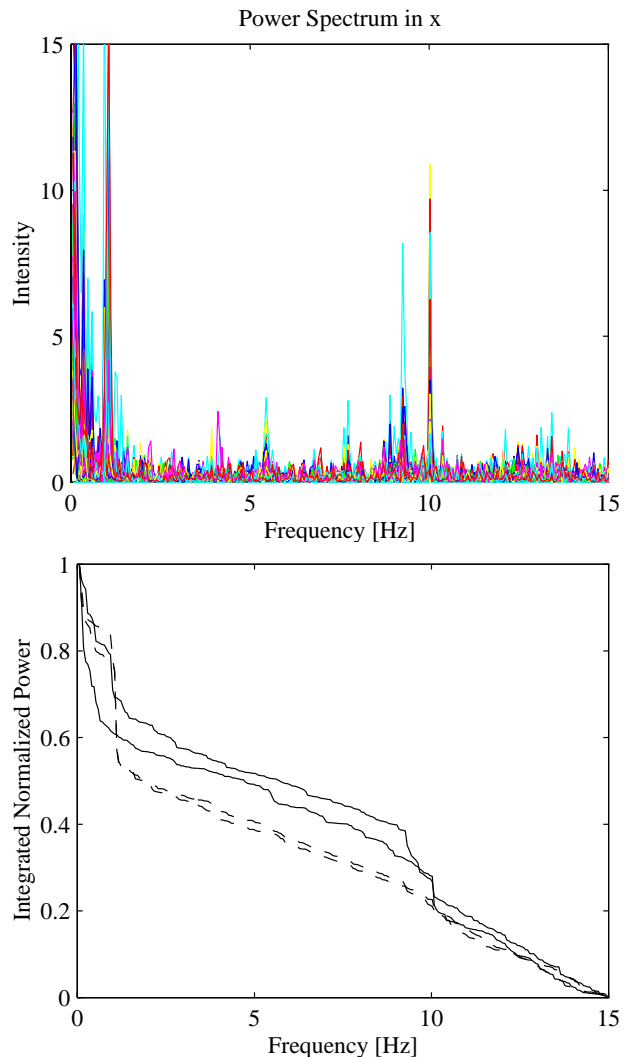 Power Spectrum in x
15
10
5
0
Intensity
0 5 10 15
Frequency [Hz]
1
0.8
0.6
0.4
0.2
0
Integrated Normalized Power
0 5 10 15
Frequency [Hz]